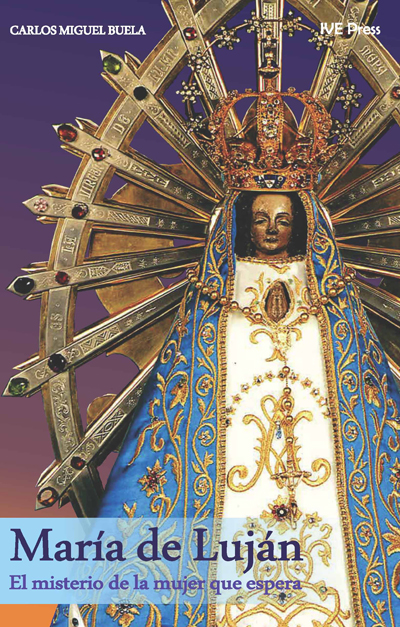 CARLOS MIGUEL BUELA
IVE Press
María de Luján
El misterio de la mujer que espera